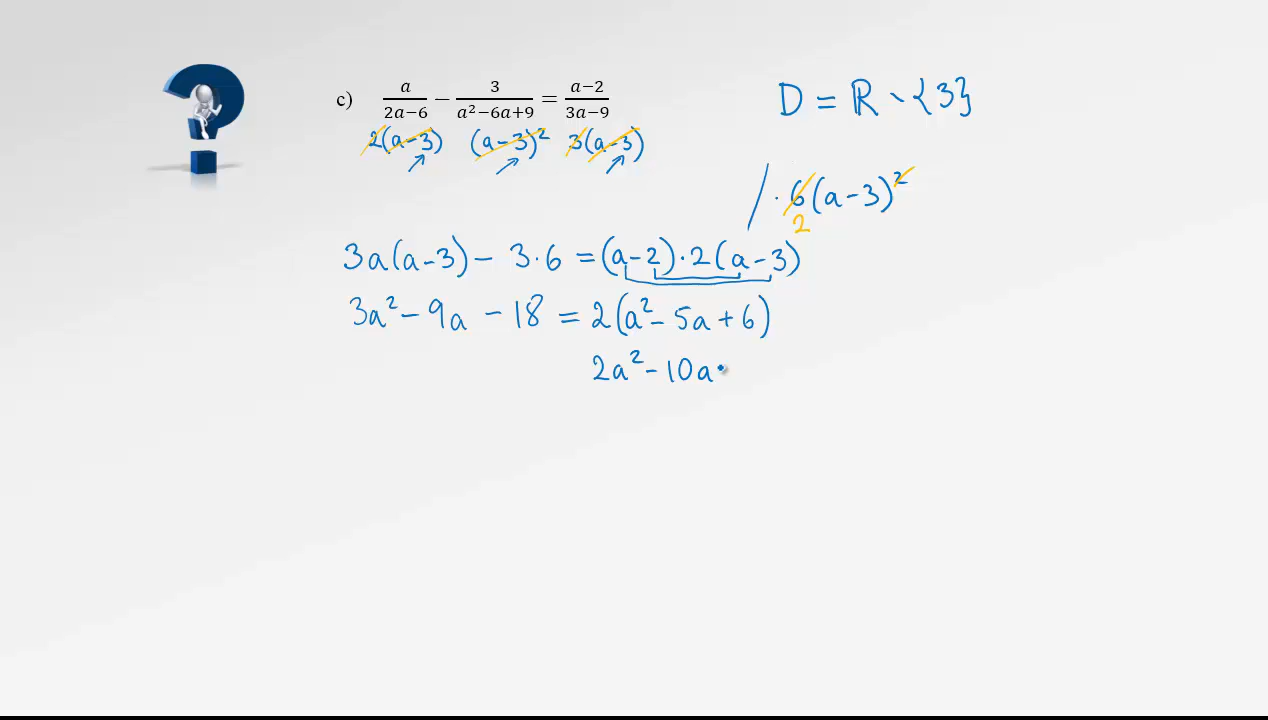 c) a/(2a−6) − 3/(a²−6a+9) = (a−2)/(3a−9)
D = ℝ \ {3}
2(a−3) (a−3)² 3(a−3)
/ · 6(a−3)²
2
3a(a−3) − 3·6 = (a−2)·2(a−3)
3a² − 9a − 18 = 2(a² − 5a + 6)
2a² − 10a